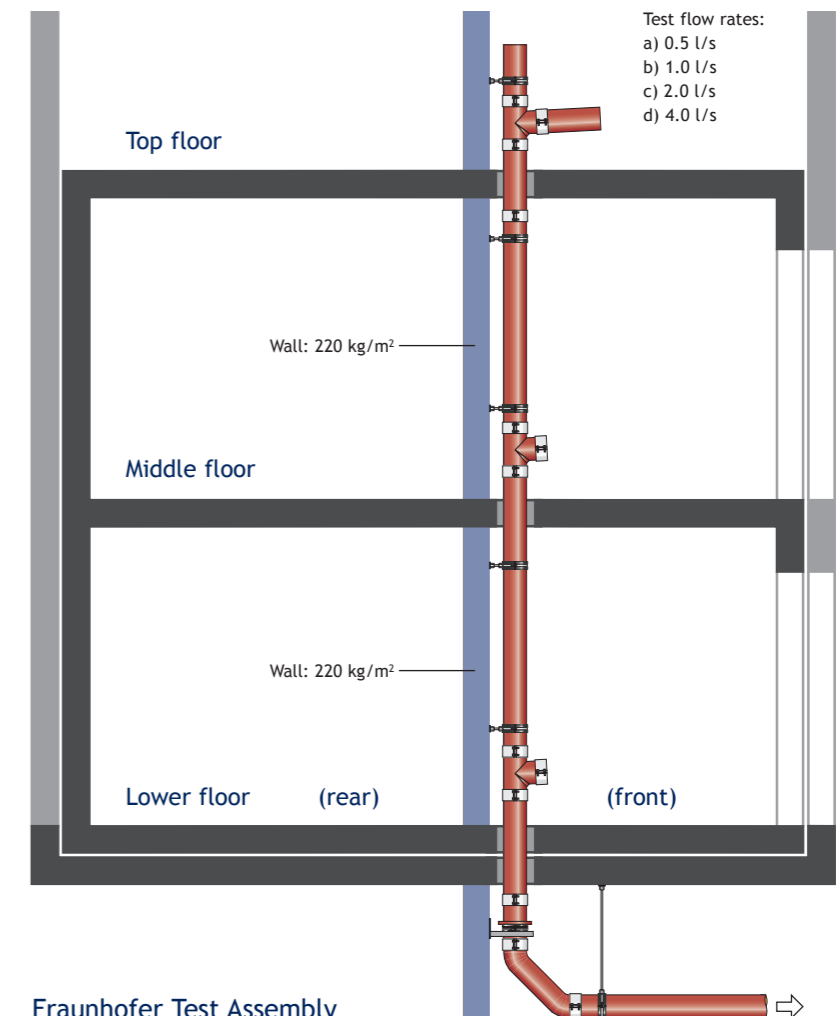 Test flow rates:
a) 0.5 l/s
b) 1.0 l/s
c) 2.0 l/s
d) 4.0 l/s
Top floor
Wall: 220 kg/m²
Middle floor
Wall: 220 kg/m²
Lower floor (rear) (front)
Fraunhofer Test Assembly